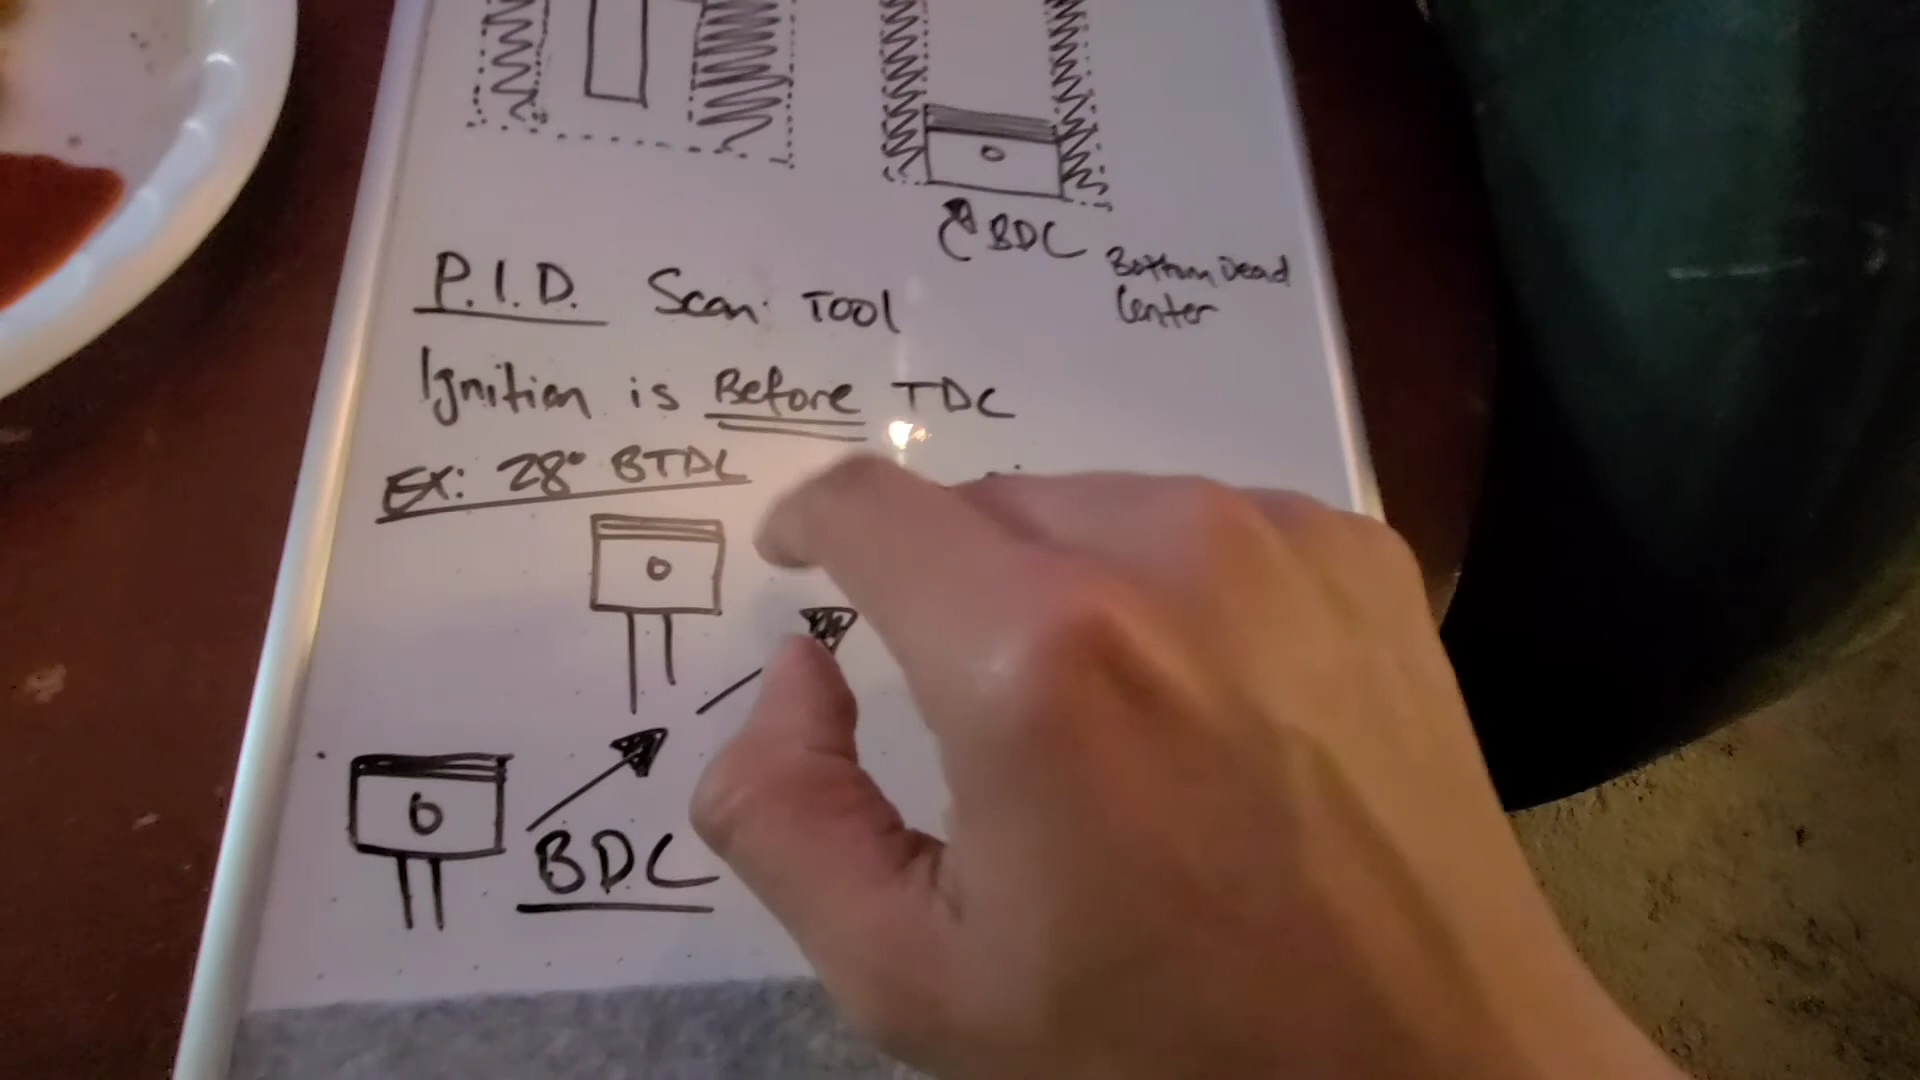 BDC
Bottom Dead
Center
P.I.D. Scan Tool
Ignition is Before TDC
EX: 28° BTDC
BDC